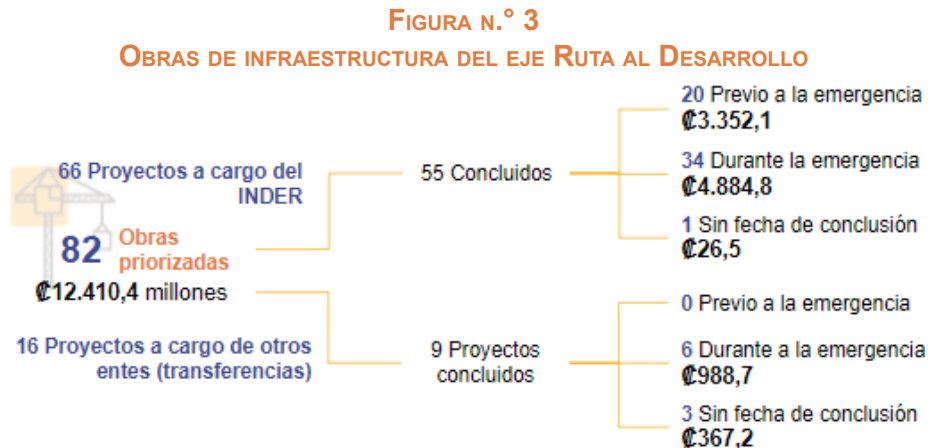 FIGURA N.° 3
OBRAS DE INFRAESTRUCTURA DEL EJE RUTA AL DESARROLLO
66 Proyectos a cargo del
INDER
82 Obras
priorizadas
₡12.410,4 millones
16 Proyectos a cargo de otros
entes (transferencias)
55 Concluidos
20 Previo a la emergencia
₡3.352,1
34 Durante la emergencia
₡4.884,8
1 Sin fecha de conclusión
₡26,5
9 Proyectos
concluidos
0 Previo a la emergencia
6 Durante a la emergencia
₡988,7
3 Sin fecha de conclusión
₡367,2